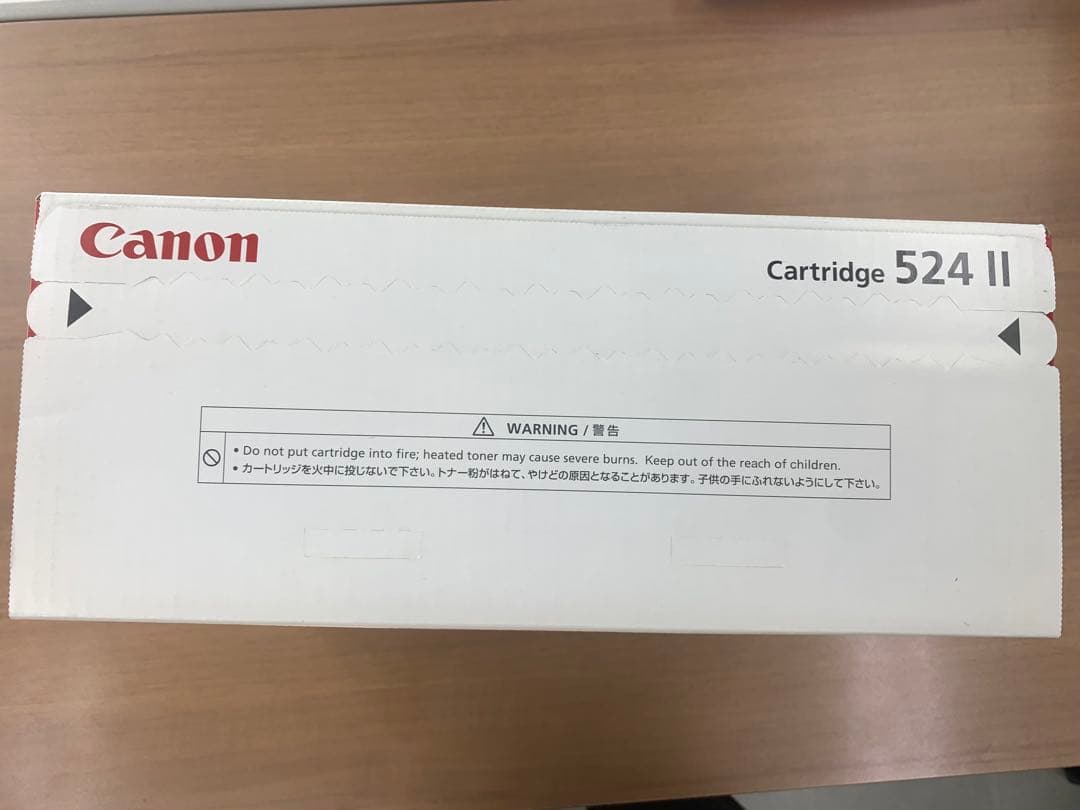 Canon
Cartridge 524 II
WARNING / 警告
• Do not put cartridge into fire; heated toner may cause severe burns. Keep out of the reach of children.
• カートリッジを火中に投じないで下さい。トナー粉がはねて、やけどの原因となることがあります。子供の手にふれないようにして下さい。